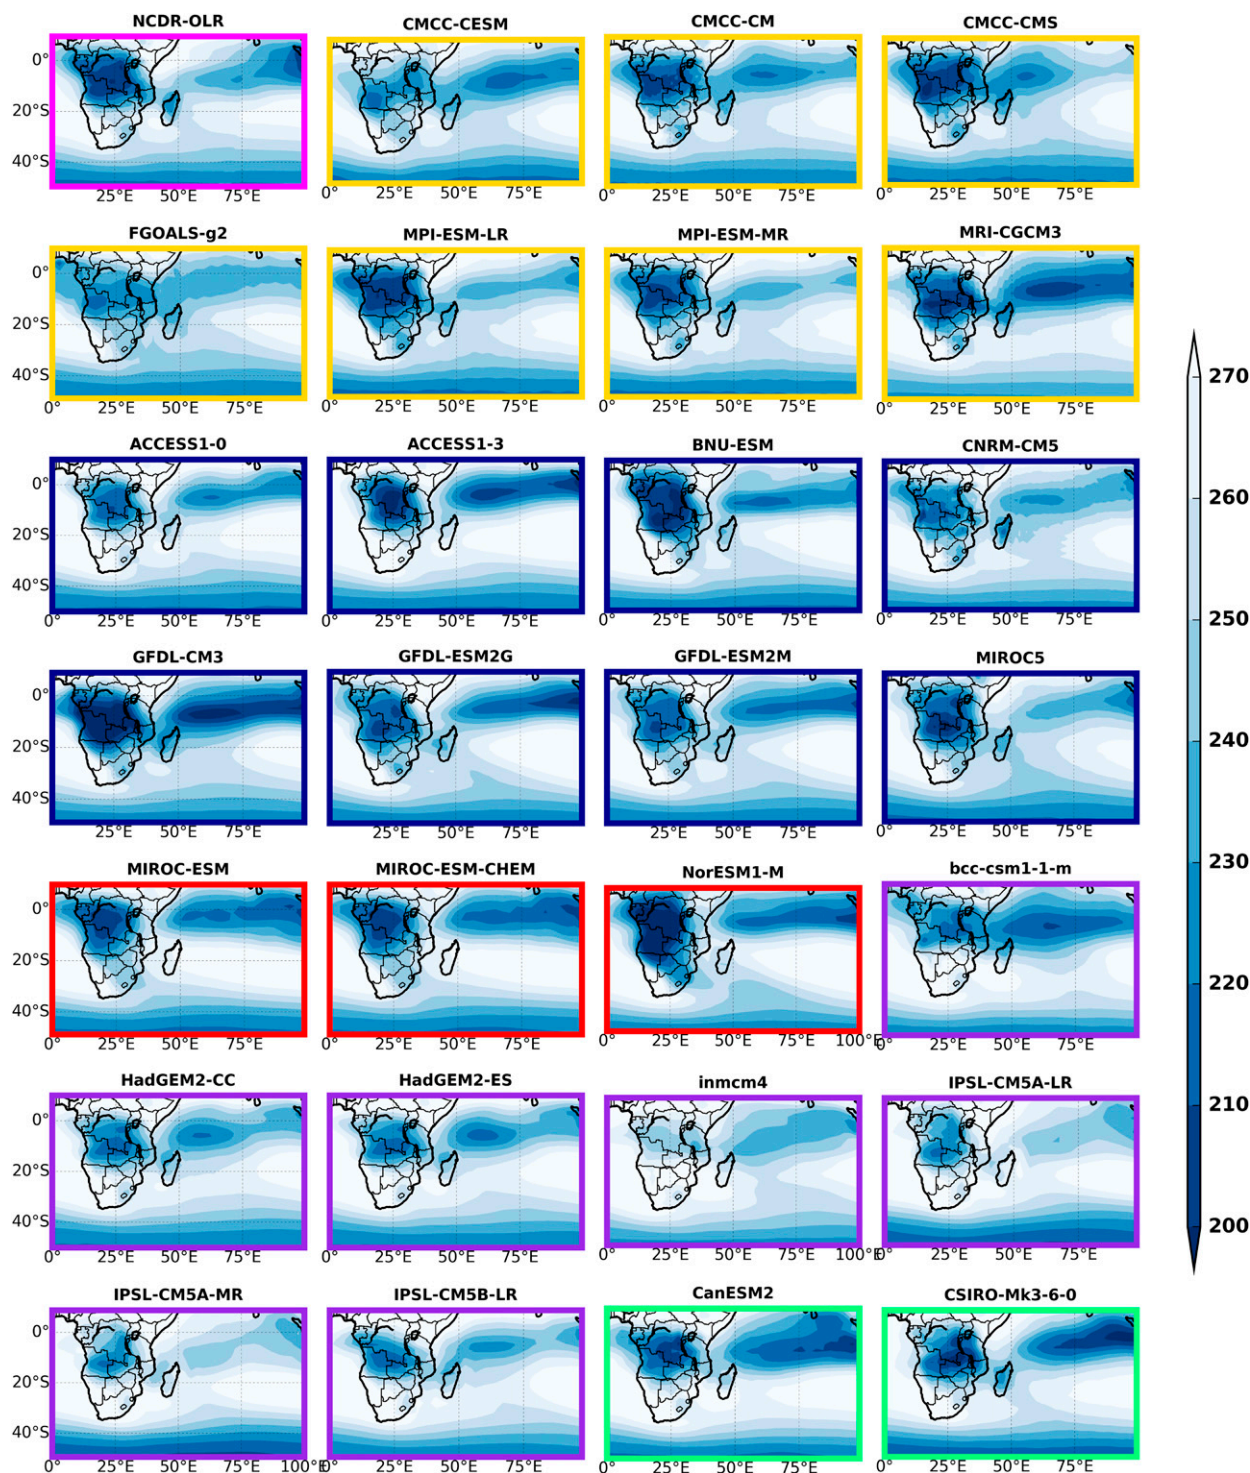 NCDR-OLR CMCC-CESM CMCC-CM CMCC-CMS
0°
20°S
40°S
25°E 50°E 75°E 0° 25°E 50°E 75°E 0° 25°E 50°E 75°E 0° 25°E 50°E 75°E
FGOALS-g2 MPI-ESM-LR MPI-ESM-MR MRI-CGCM3
0°
20°S
40°S
0° 25°E 50°E 75°E 0° 25°E 50°E 75°E 0° 25°E 50°E 75°E 0° 25°E 50°E 75°E
ACCESS1-0 ACCESS1-3 BNU-ESM CNRM-CM5
0°
20°S
40°S
0° 25°E 50°E 75°E 0° 25°E 50°E 75°E 0° 25°E 50°E 75°E 0° 25°E 50°E 75°E
GFDL-CM3 GFDL-ESM2G GFDL-ESM2M MIROC5
0°
20°S
40°S
25°E 50°E 75°E 0° 25°E 50°E 75°E 0° 25°E 50°E 75°E 0° 25°E 50°E 75°E
MIROC-ESM MIROC-ESM-CHEM NorESM1-M bcc-csm1-1-m
0°
20°S
40°S
0° 25°E 50°E 75°E 0° 25°E 50°E 75°E 0° 25°E 50°E 75°E 100°E 0° 25°E 50°E 75°E
HadGEM2-CC HadGEM2-ES inmcm4 IPSL-CM5A-LR
0°
20°S
40°S
0° 25°E 50°E 75°E 0° 25°E 50°E 75°E 0° 25°E 50°E 75°E 100°E 0° 25°E 50°E 75°E
IPSL-CM5A-MR IPSL-CM5B-LR CanESM2 CSIRO-Mk3-6-0
0°
20°S
40°S
0° 25°E 50°E 75°E 100°E 0° 25°E 50°E 75°E 0° 25°E 50°E 75°E 0° 25°E 50°E 75°E
270
260
250
240
230
220
210
200